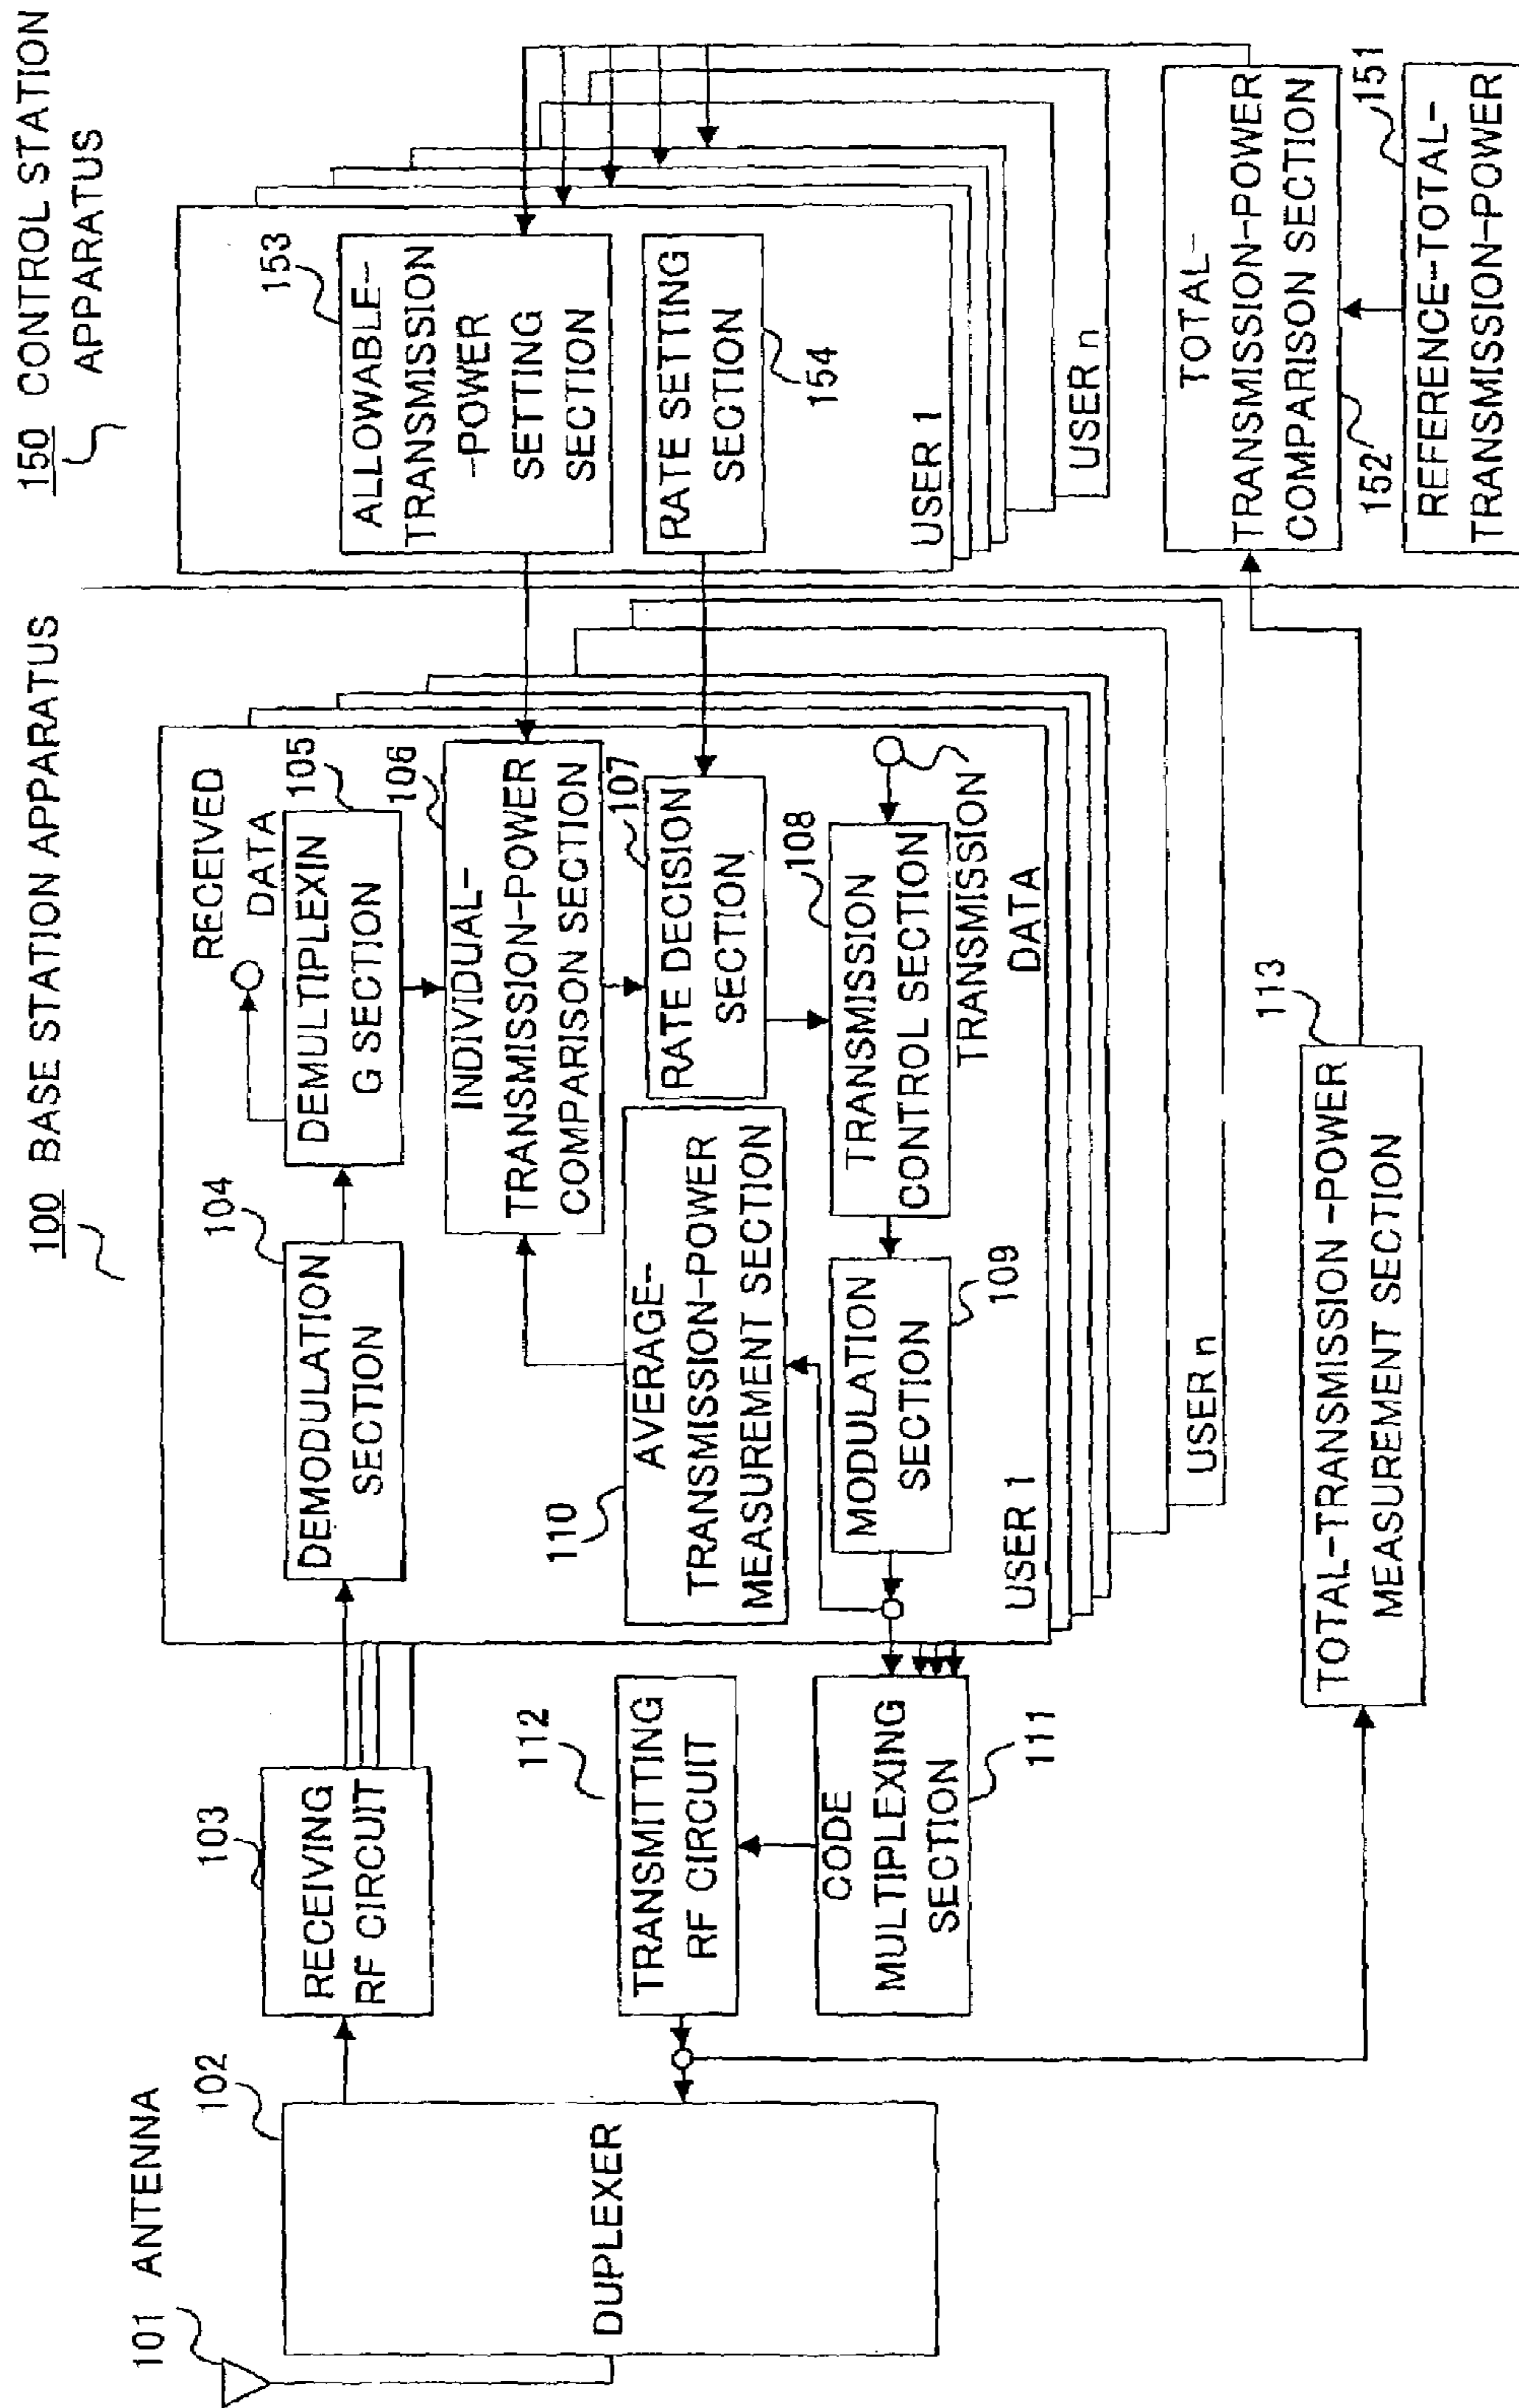 100 BASE STATION APPARATUS
150 CONTROL STATION
APPARATUS
101 ANTENNA
102
DUPLEXER
103
RECEIVING
RF CIRCUIT
104
DEMODULATION
SECTION
RECEIVED
DATA
105
DEMULTIPLEXIN
G SECTION
106
INDIVIDUAL-
TRANSMISSION-POWER
COMPARISON SECTION
107
RATE DECISION
SECTION
108
TRANSMISSION
CONTROL SECTION
TRANSMISSION
DATA
109
MODULATION
SECTION
110
AVERAGE-
TRANSMISSION-POWER
MEASUREMENT SECTION
USER 1
USER n
111
CODE
MULTIPLEXING
SECTION
112
TRANSMITTING
RF CIRCUIT
113
TOTAL-TRANSMISSION-POWER
MEASUREMENT SECTION
153
ALLOWABLE-
TRANSMISSION
-POWER
SETTING
SECTION
RATE SETTING
SECTION
154
USER 1
USER n
TOTAL-
TRANSMISSION-POWER
COMPARISON SECTION
152
151
REFERENCE-TOTAL-
TRANSMISSION-POWER